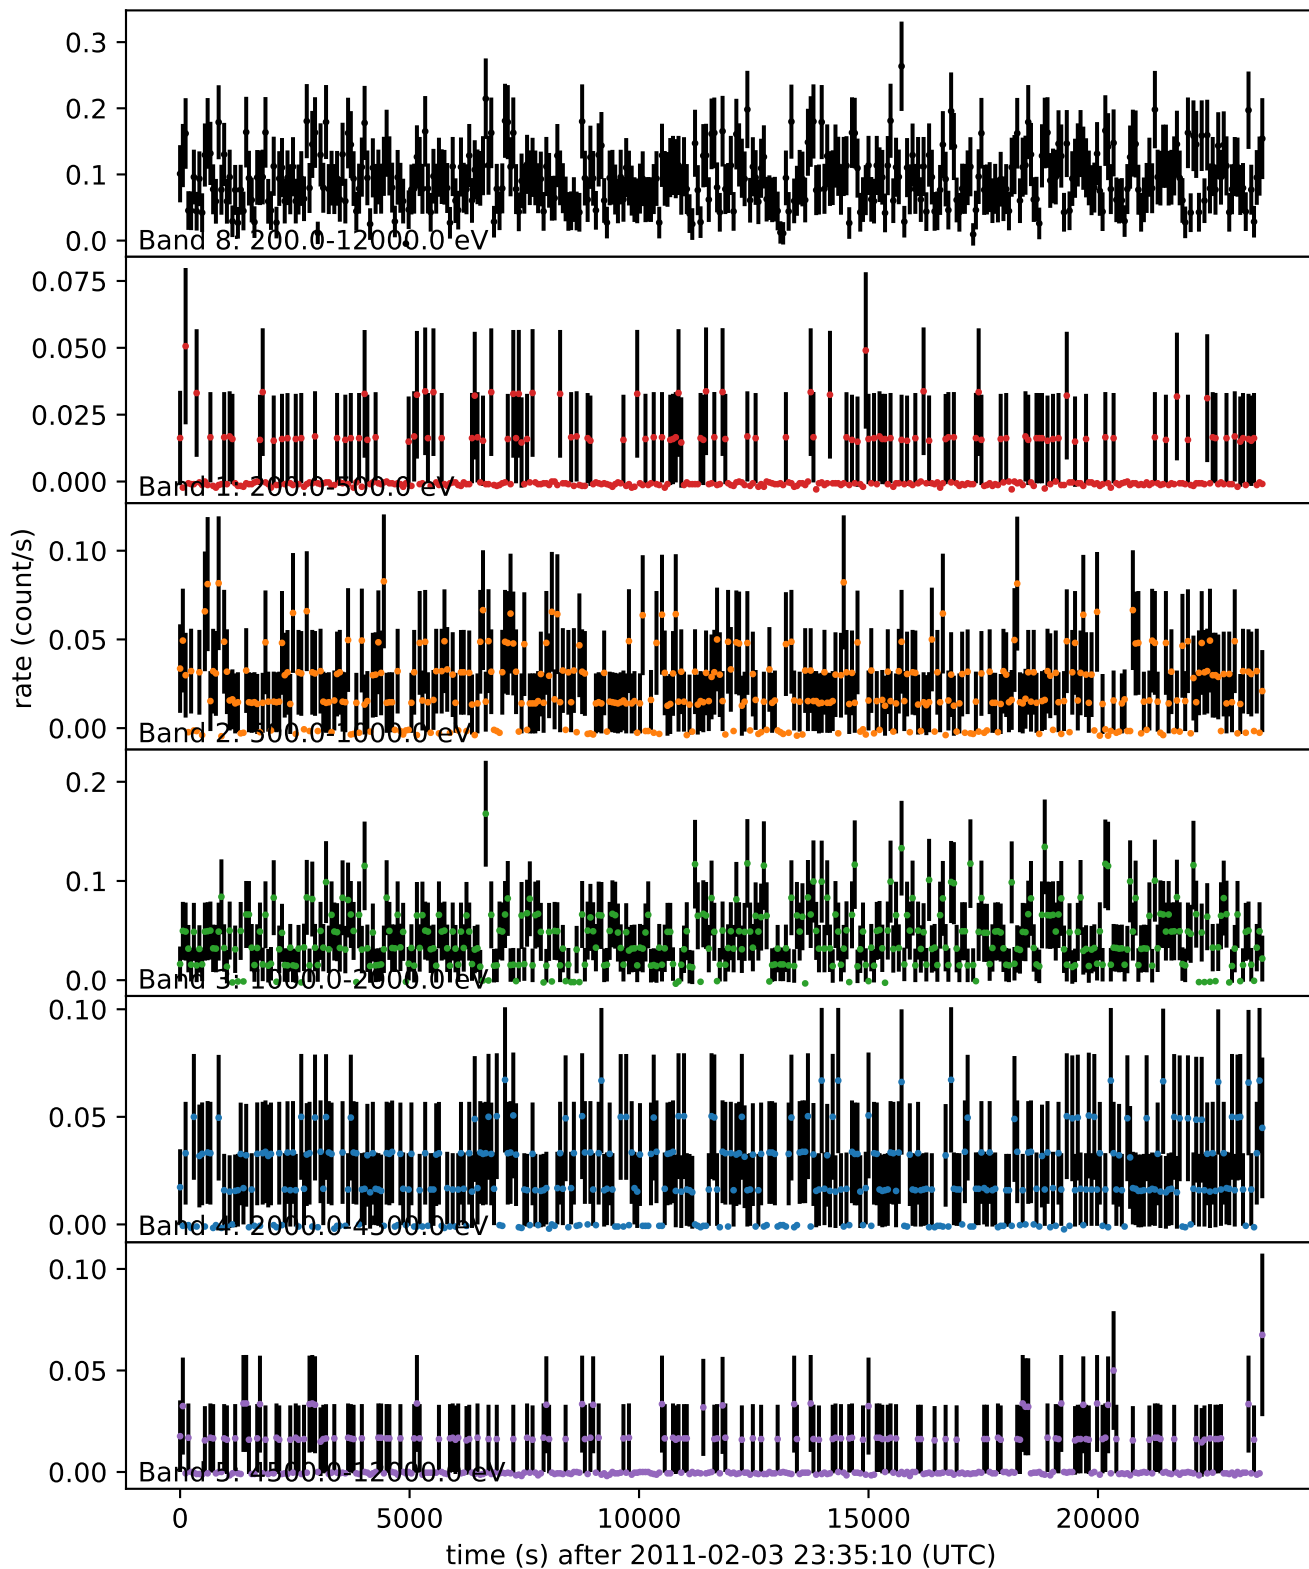 0.3
0.2
0.1
0.0
Band 8: 200.0-12000.0 eV
0.075
0.050
0.025
0.000
Band 1: 200.0-500.0 eV
0.10
0.05
0.00
Band 2: 500.0-1000.0 eV
rate (count/s)
0.2
0.1
0.0
Band 3: 1000.0-2000.0 eV
0.10
0.05
0.00
Band 4: 2000.0-4500.0 eV
0.10
0.05
0.00
Band 5: 4500.0-12000.0 eV
0 5000 10000 15000 20000
time (s) after 2011-02-03 23:35:10 (UTC)